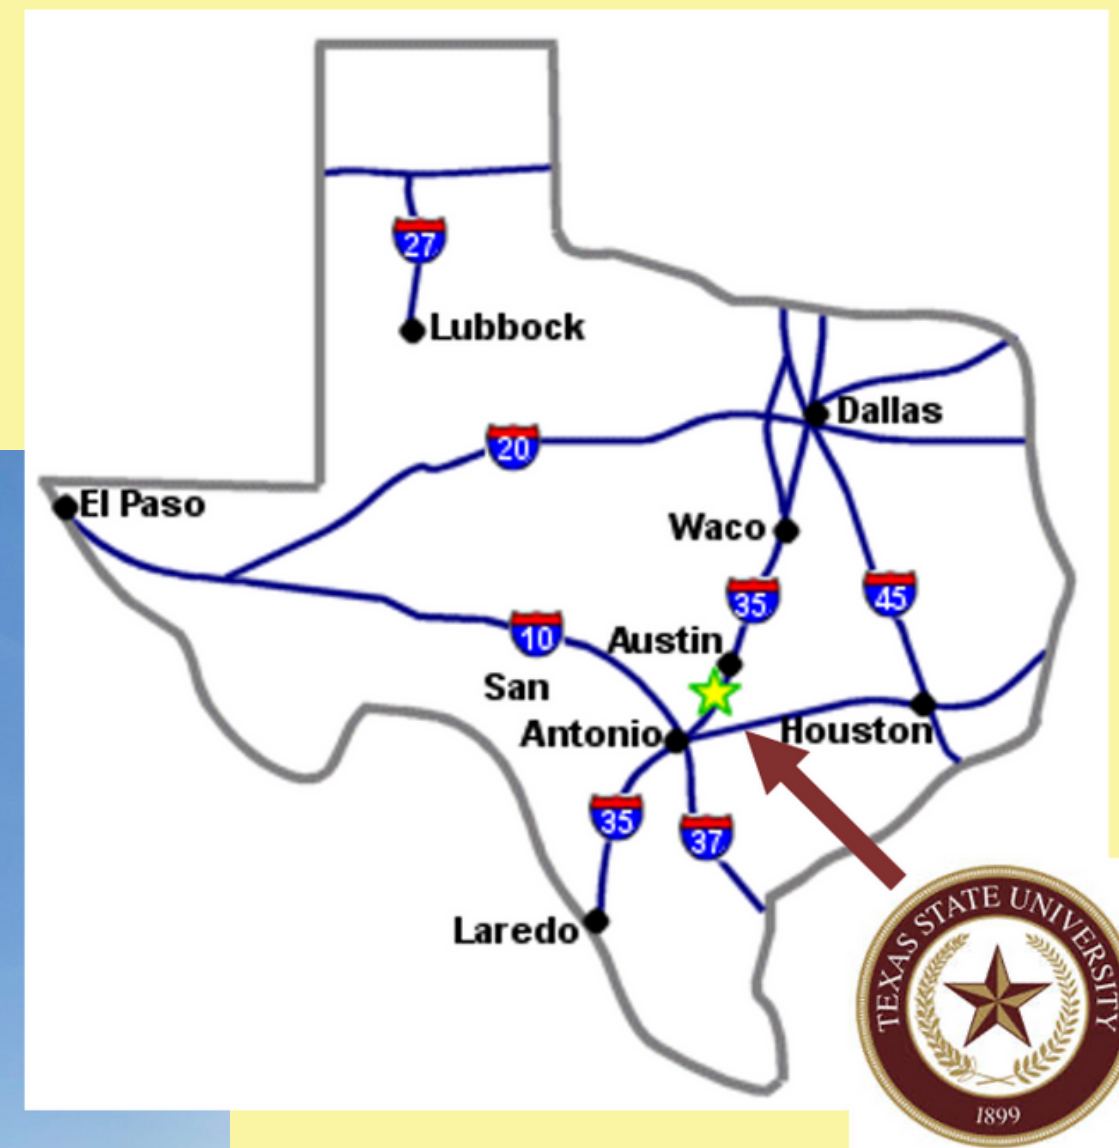 27
Lubbock
Dallas
20
El Paso
Waco
35
45
10
Austin
San
Antonio
Houston
35
37
Laredo
TEXAS STATE UNIVERSITY
1899